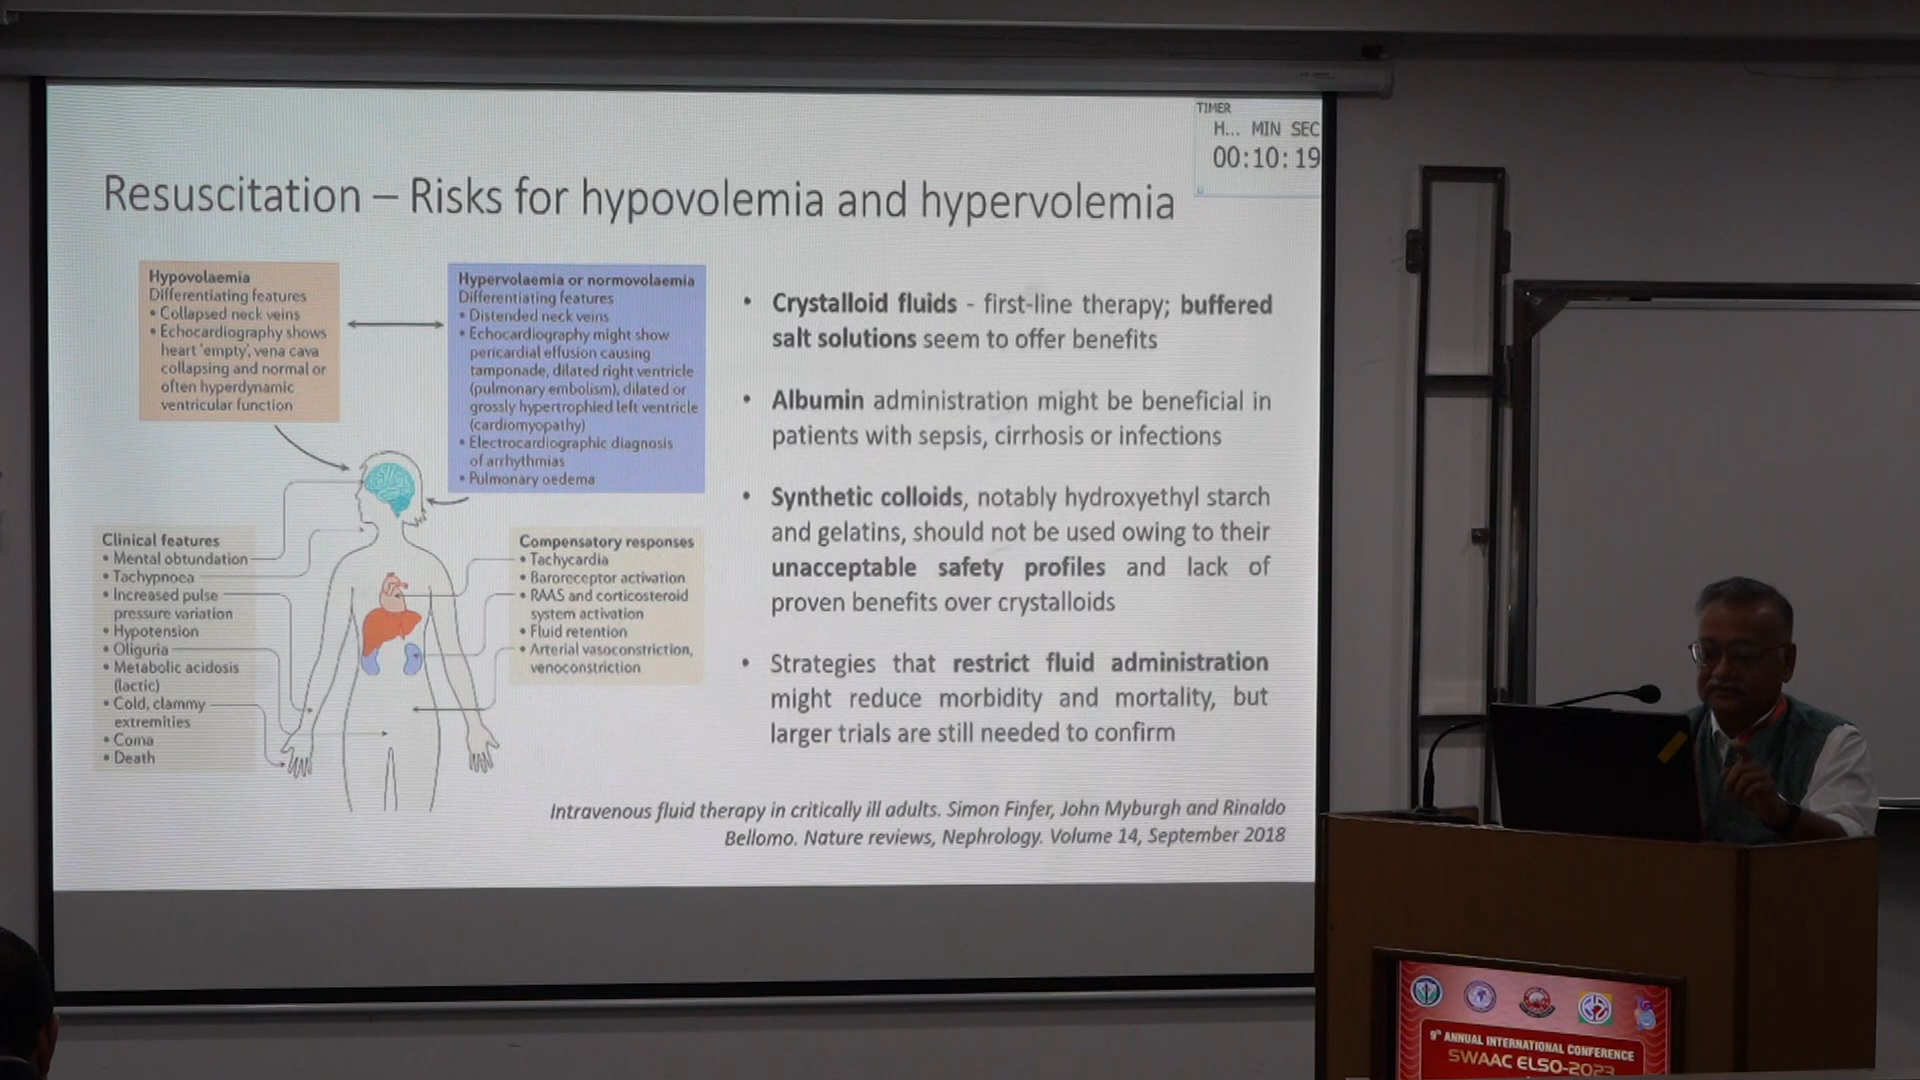 TIMER
H... MIN SEC
00:10:19
Resuscitation – Risks for hypovolemia and hypervolemia
Hypovolaemia
Differentiating features
• Collapsed neck veins
• Echocardiography shows
heart 'empty', vena cava
collapsing and normal or
often hyperdynamic
ventricular function
Hypervolaemia or normovolaemia
Differentiating features
• Distended neck veins
• Echocardiography might show
pericardial effusion causing
tamponade, dilated right ventricle
(pulmonary embolism), dilated or
grossly hypertrophied left ventricle
(cardiomyopathy)
• Electrocardiographic diagnosis
of arrhythmias
• Pulmonary oedema
Clinical features
• Mental obtundation
• Tachypnoea
• Increased pulse
pressure variation
• Hypotension
• Oliguria
• Metabolic acidosis
(lactic)
• Cold, clammy
extremities
• Coma
• Death
Compensatory responses
• Tachycardia
• Baroreceptor activation
• RAAS and corticosteroid
system activation
• Fluid retention
• Arterial vasoconstriction,
venoconstriction
• Crystalloid fluids - first-line therapy; buffered
salt solutions seem to offer benefits
• Albumin administration might be beneficial in
patients with sepsis, cirrhosis or infections
• Synthetic colloids, notably hydroxyethyl starch
and gelatins, should not be used owing to their
unacceptable safety profiles and lack of
proven benefits over crystalloids
• Strategies that restrict fluid administration
might reduce morbidity and mortality, but
larger trials are still needed to confirm
Intravenous fluid therapy in critically ill adults. Simon Finfer, John Myburgh and Rinaldo
Bellomo. Nature reviews, Nephrology. Volume 14, September 2018
9th ANNUAL INTERNATIONAL CONFERENCE
SWAAC ELSO-2023